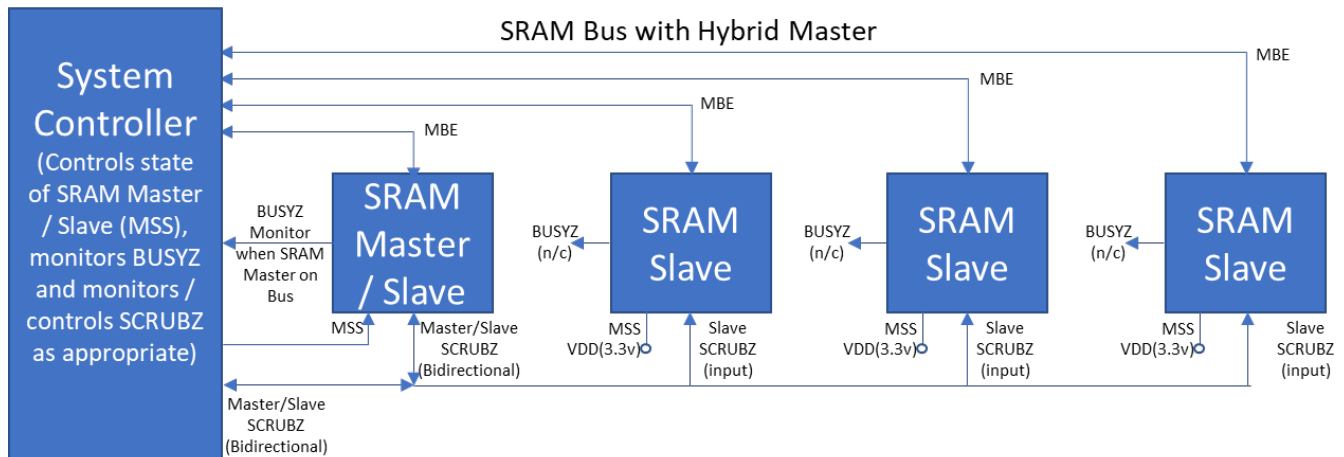 SRAM Bus with Hybrid Master
System
Controller
(Controls state
of SRAM Master
/ Slave (MSS),
monitors BUSYZ
and monitors /
controls SCRUBZ
as appropriate)
MBE
MBE
MBE
MBE
BUSYZ
Monitor
when SRAM
Master on
Bus
SRAM
Master
/ Slave
MSS
Master/Slave
SCRUBZ
(Bidirectional)
Master/Slave
SCRUBZ
(Bidirectional)
BUSYZ
(n/c)
SRAM
Slave
MSS
VDD(3.3v)
Slave
SCRUBZ
(input)
BUSYZ
(n/c)
SRAM
Slave
MSS
VDD(3.3v)
Slave
SCRUBZ
(input)
BUSYZ
(n/c)
SRAM
Slave
MSS
VDD(3.3v)
Slave
SCRUBZ
(input)